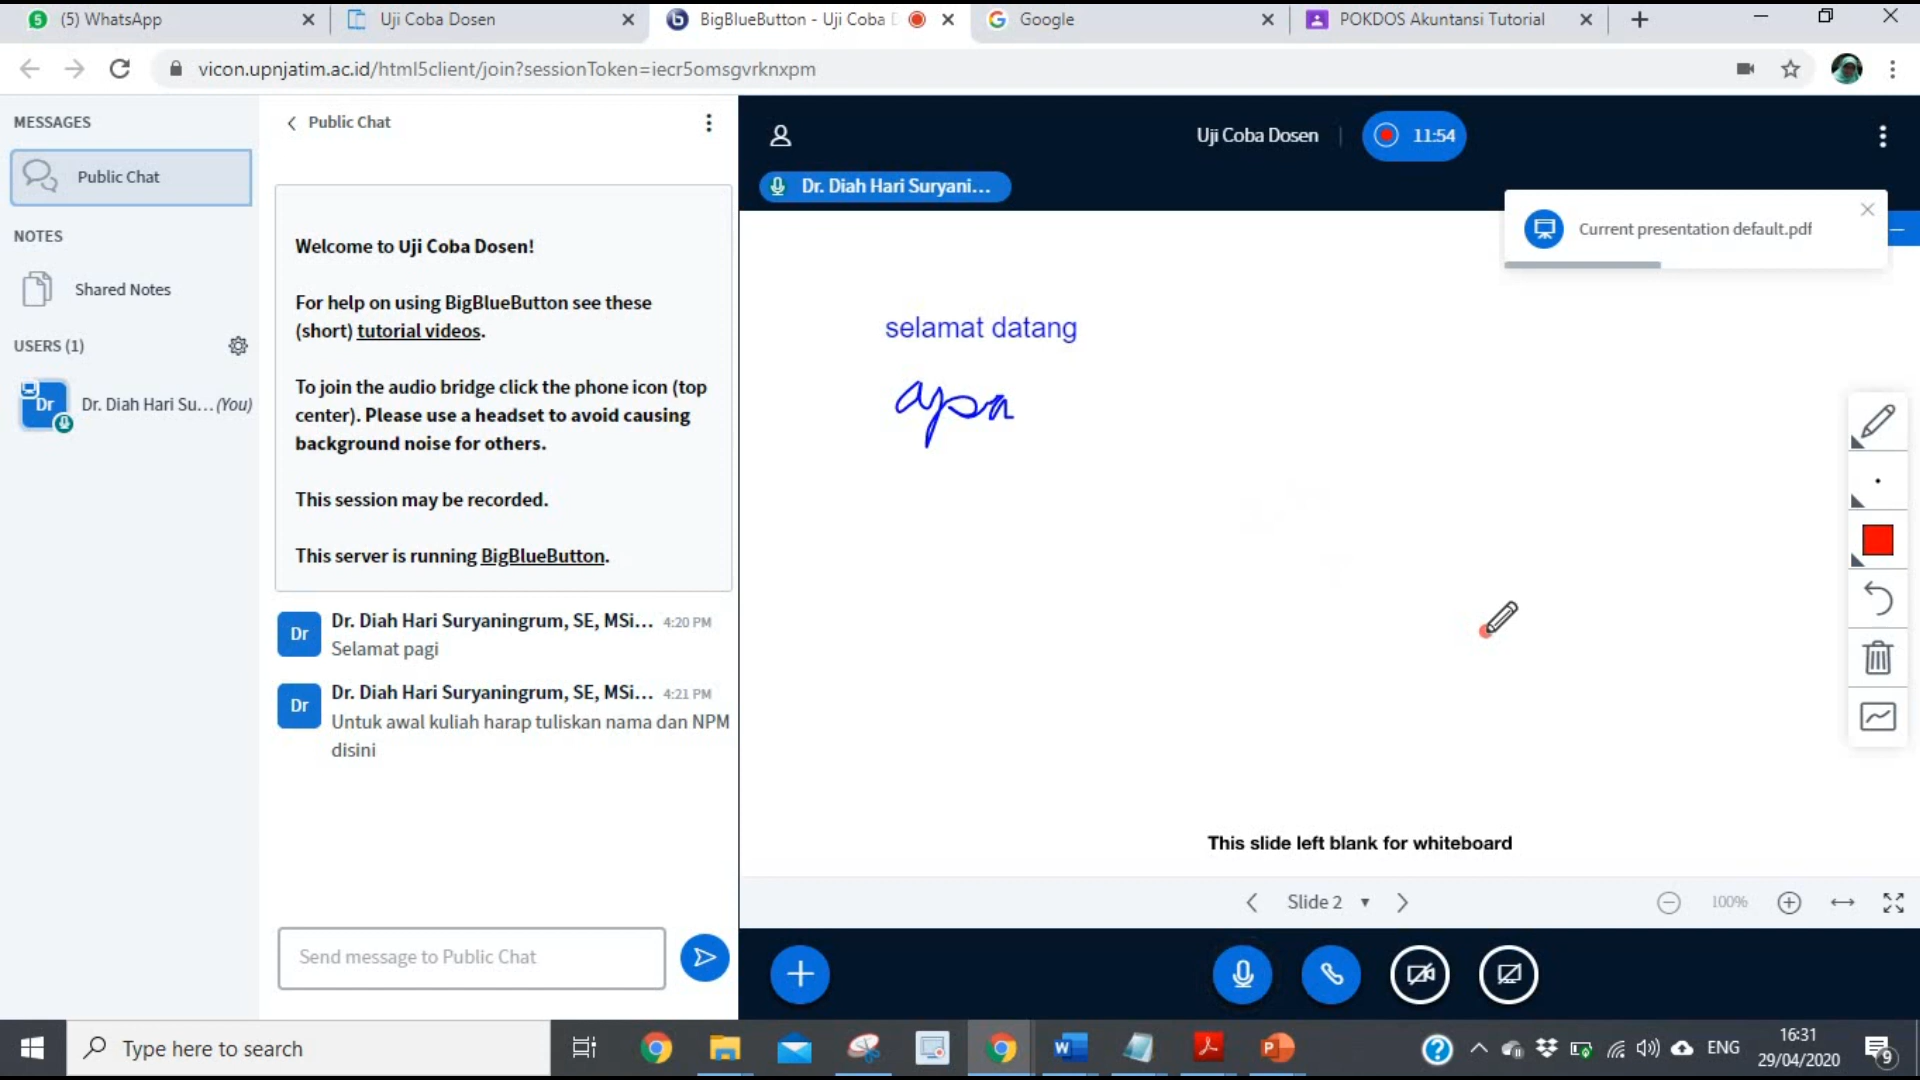 (5) WhatsApp
Uji Coba Dosen
BigBlueButton - Uji Coba D
Google
POKDOS Akuntansi Tutorial
vicon.upnjatim.ac.id/html5client/join?sessionToken=iecr5omsgvrknxpm
MESSAGES
Public Chat
NOTES
Shared Notes
USERS (1)
Dr
Dr. Diah Hari Su... (You)
Public Chat
Welcome to Uji Coba Dosen!
For help on using BigBlueButton see these
(short) tutorial videos.
To join the audio bridge click the phone icon (top
center). Please use a headset to avoid causing
background noise for others.
This session may be recorded.
This server is running BigBlueButton.
Dr
Dr. Diah Hari Suryaningrum, SE, MSi... 4:20 PM
Selamat pagi
Dr
Dr. Diah Hari Suryaningrum, SE, MSi... 4:21 PM
Untuk awal kuliah harap tuliskan nama dan NPM
disini
Send message to Public Chat
Uji Coba Dosen
11:54
Dr. Diah Hari Suryani...
Current presentation default.pdf
selamat datang
apa
This slide left blank for whiteboard
Slide 2
100%
Type here to search
ENG
16:31
29/04/2020
9